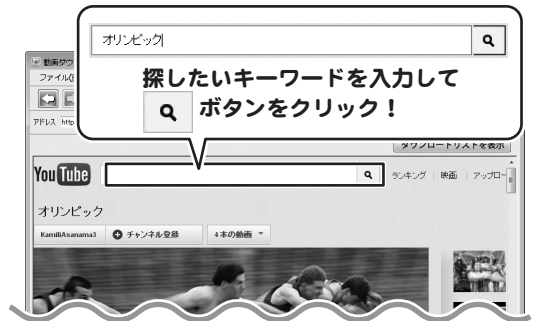 オリンピック
探したいキーワードを入力して
ボタンをクリック！
動画ダウ
ファイル(F
アドレス http
ダウンロードリストを表示
YouTube
ランキング 映画 アップロー
オリンピック
KamiliAsanama3 チャンネル登録 4 本の動画